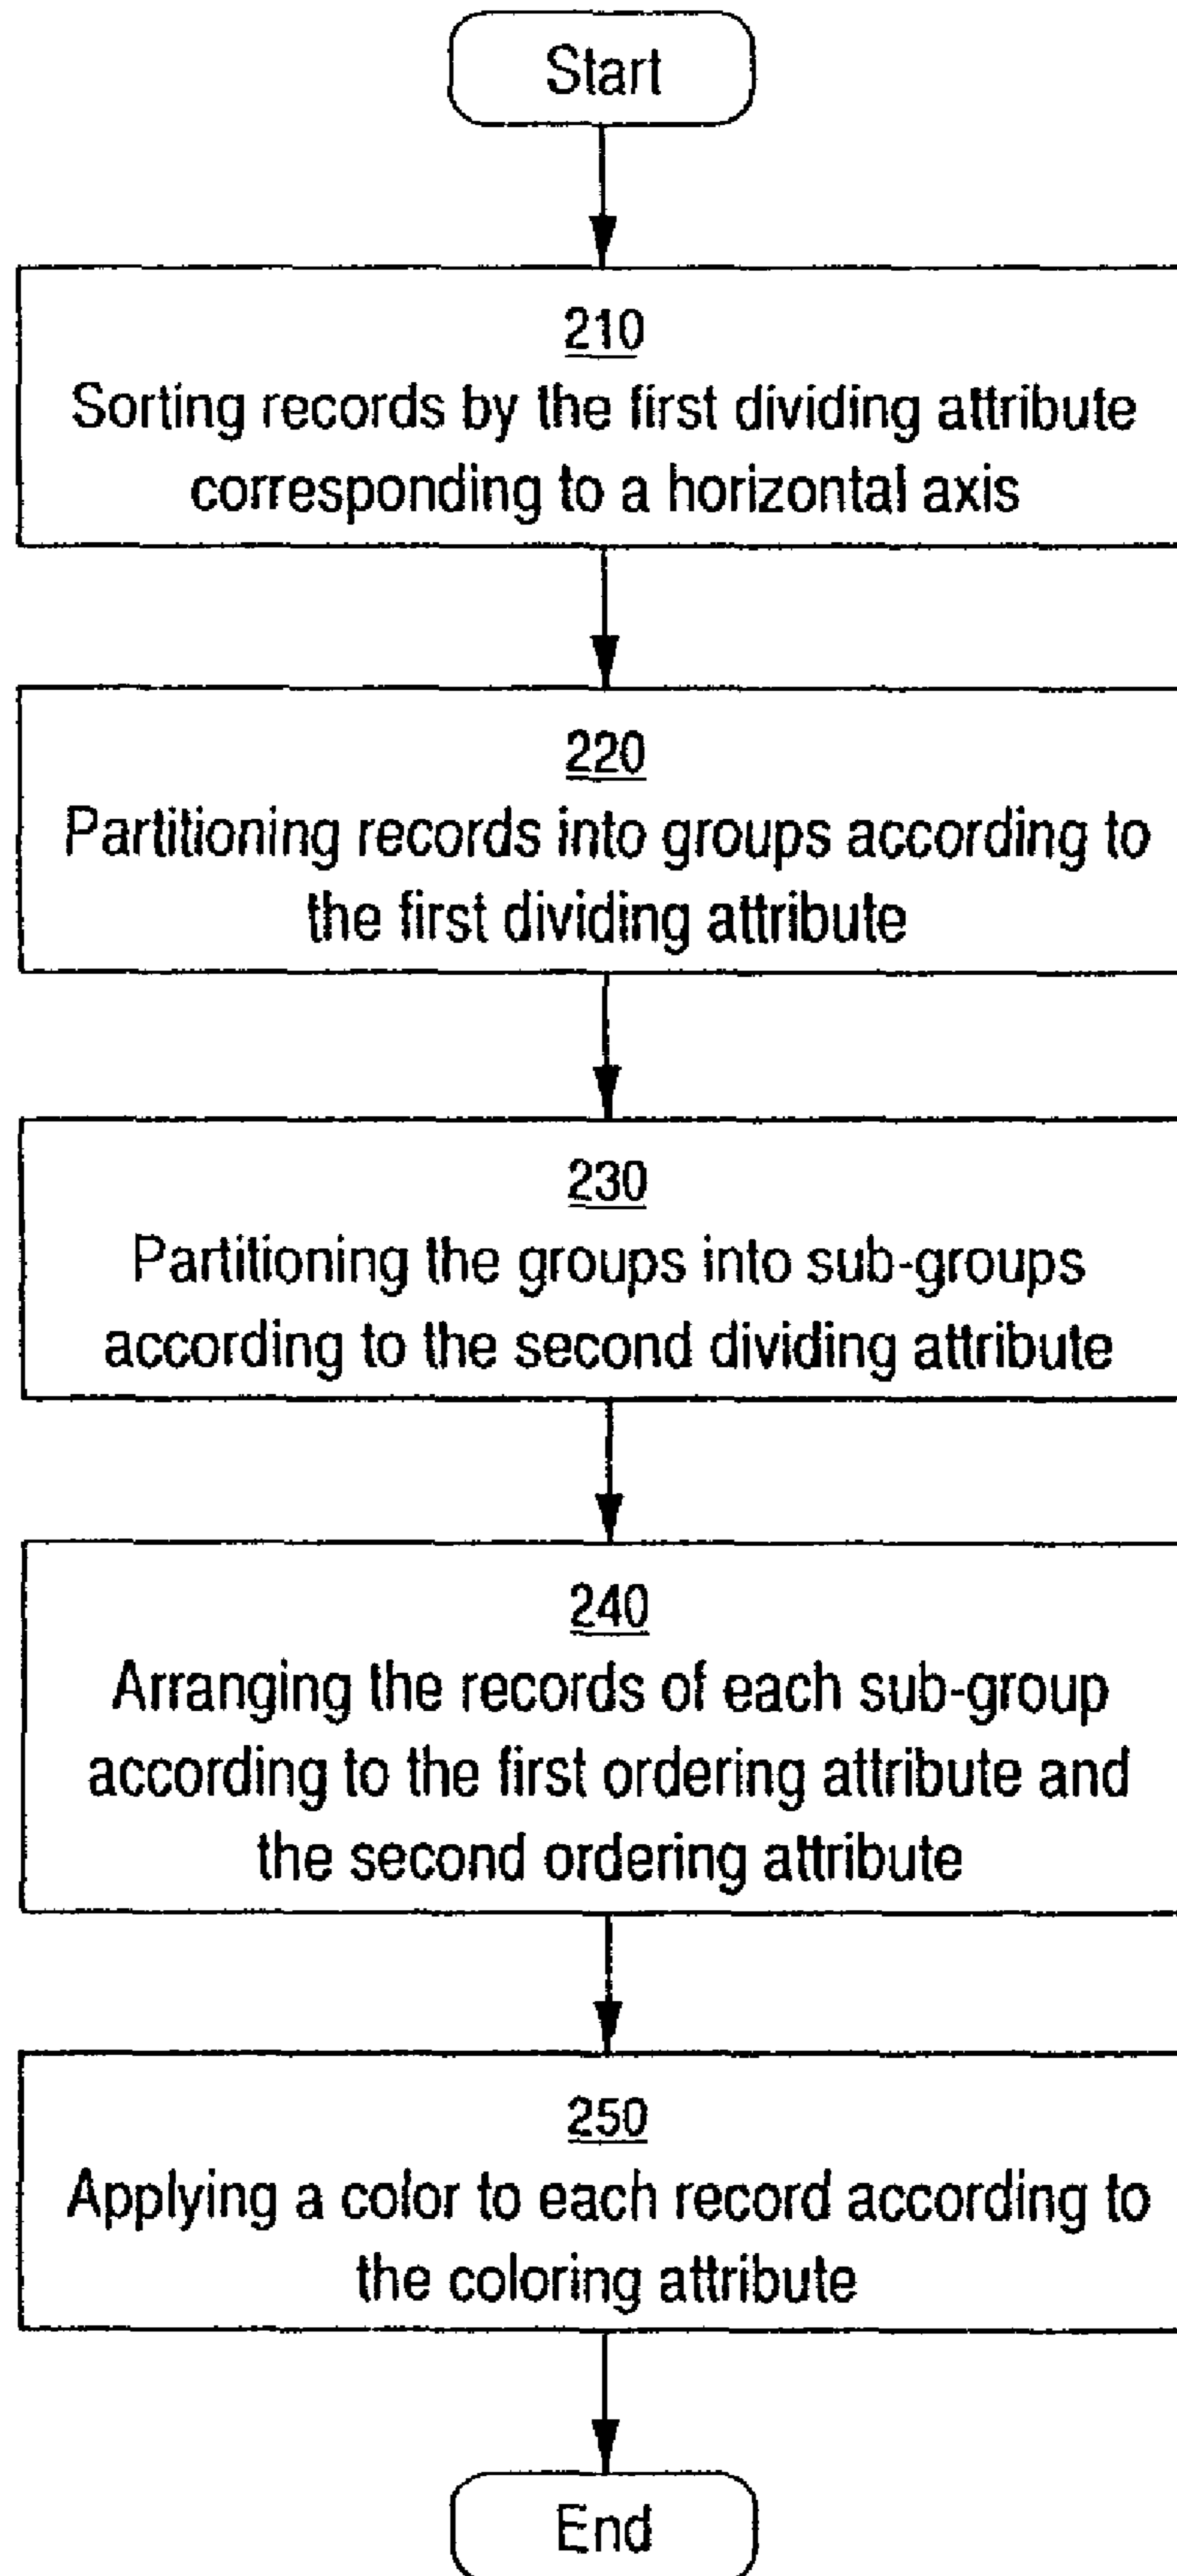 Start
210
Sorting records by the first dividing attribute
corresponding to a horizontal axis
220
Partitioning records into groups according to
the first dividing attribute
230
Partitioning the groups into sub-groups
according to the second dividing attribute
240
Arranging the records of each sub-group
according to the first ordering attribute and
the second ordering attribute
250
Applying a color to each record according to
the coloring attribute
End